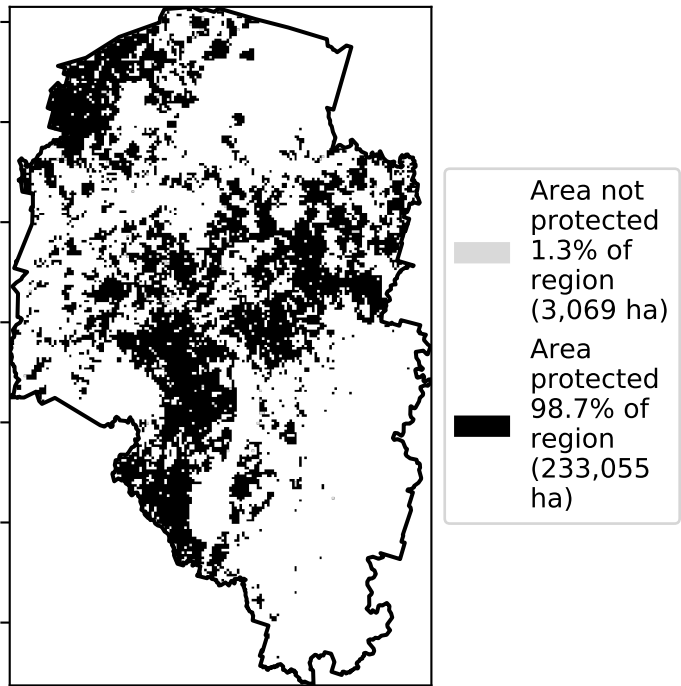 Area not
protected
1.3% of
region
(3,069 ha)
Area
protected
98.7% of
region
(233,055
ha)